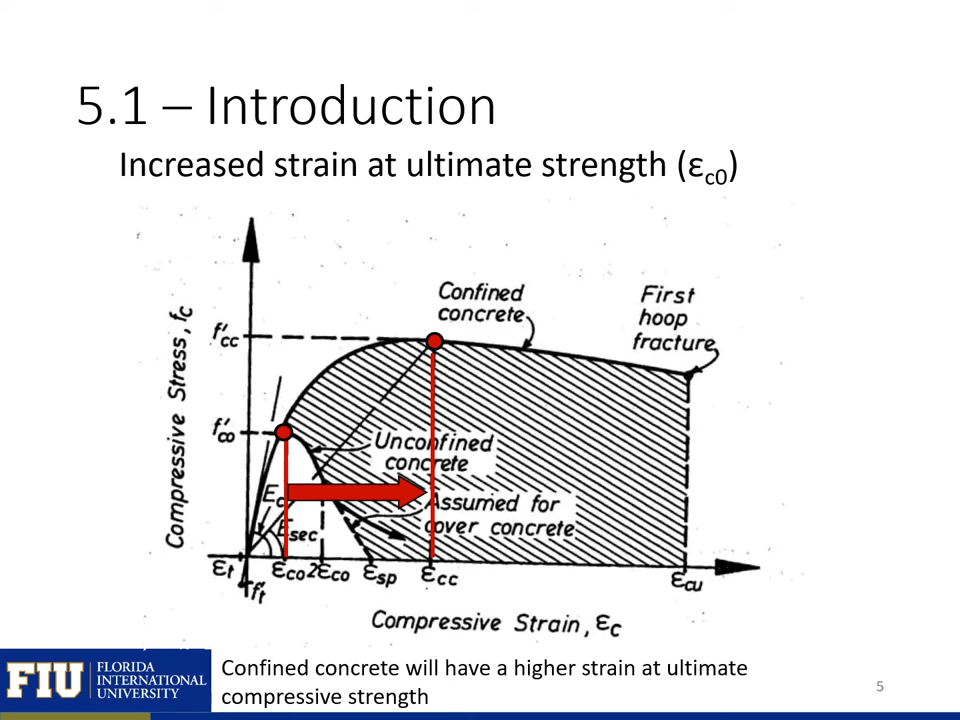 5.1 – Introduction
Increased strain at ultimate strength (εc0)
Confined
concrete
First
hoop
fracture
f'cc
Compressive Stress, fc
f'co
Unconfined
concrete
Ec
Assumed for
cover concrete
Esec
εt
εco
2εco
εsp
εcc
εcu
f't
Compressive Strain, εc
FIU
FLORIDA
INTERNATIONAL
UNIVERSITY
Confined concrete will have a higher strain at ultimate
compressive strength
5